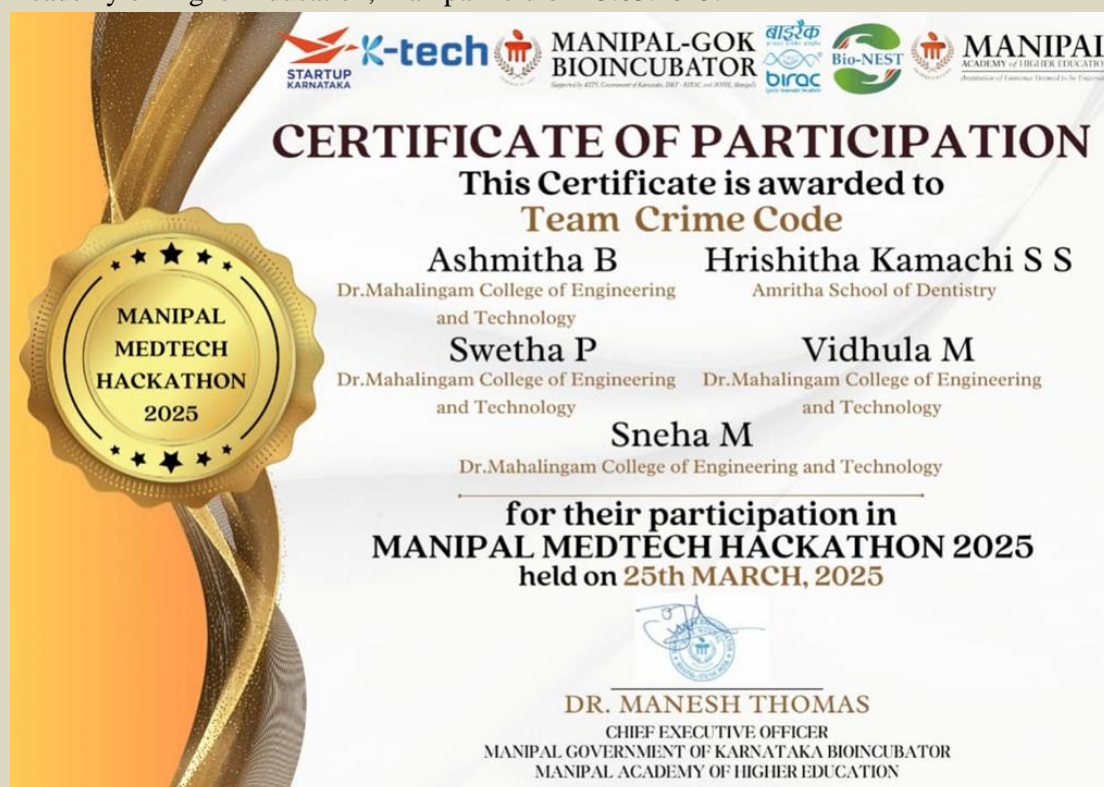 STARTUP
KARNATAKA
K-tech
MANIPAL-GOK
BIOINCUBATOR
बाइरैक
birac
Bio-NEST
MANIPAL
ACADEMY of HIGHER EDUCATION
CERTIFICATE OF PARTICIPATION
This Certificate is awarded to
Team Crime Code
Ashmitha B
Dr.Mahalingam College of Engineering
and Technology
Hrishitha Kamachi S S
Amritha School of Dentistry
Swetha P
Dr.Mahalingam College of Engineering
and Technology
Vidhula M
Dr.Mahalingam College of Engineering
and Technology
Sneha M
Dr.Mahalingam College of Engineering and Technology
MANIPAL
MEDTECH
HACKATHON
2025
for their participation in
MANIPAL MEDTECH HACKATHON 2025
held on 25th MARCH, 2025
DR. MANESH THOMAS
CHIEF EXECUTIVE OFFICER
MANIPAL GOVERNMENT OF KARNATAKA BIOINCUBATOR
MANIPAL ACADEMY OF HIGHER EDUCATION